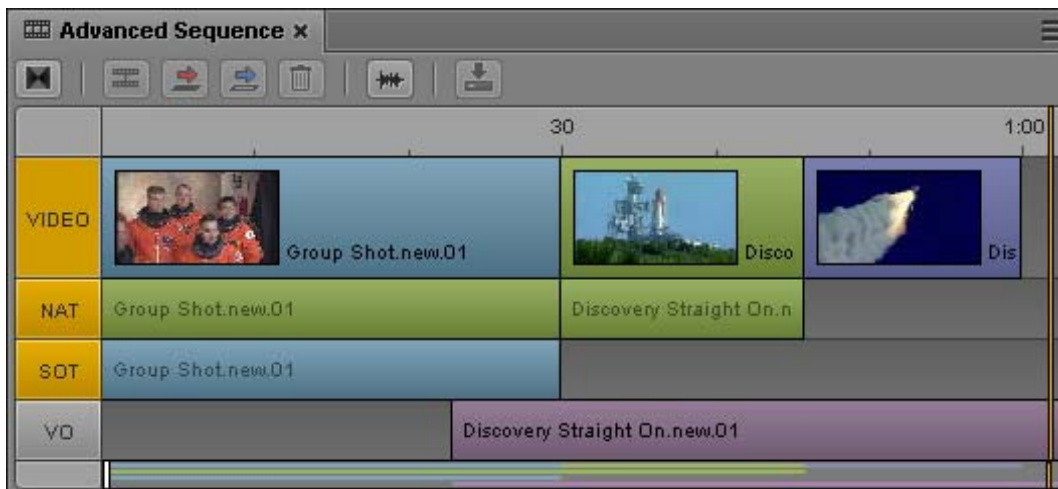 Advanced Sequence ×
30 1:00
VIDEO Group Shot.new.01 Disco Dis
NAT Group Shot.new.01 Discovery Straight On.n
SOT Group Shot.new.01
VO Discovery Straight On.new.01